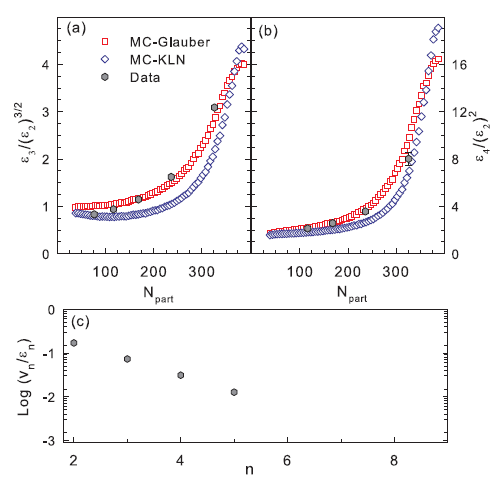 (a)
MC-Glauber
MC-KLN
Data
(b)
4
3
2
1
0
16
12
8
4
0
ε3/(ε2)^3/2
ε4/(ε2)^2
100 200 300
100 200 300
Npart
Npart
(c)
0
-1
-2
-3
Log (vn/εn)
2 4 6 8
n